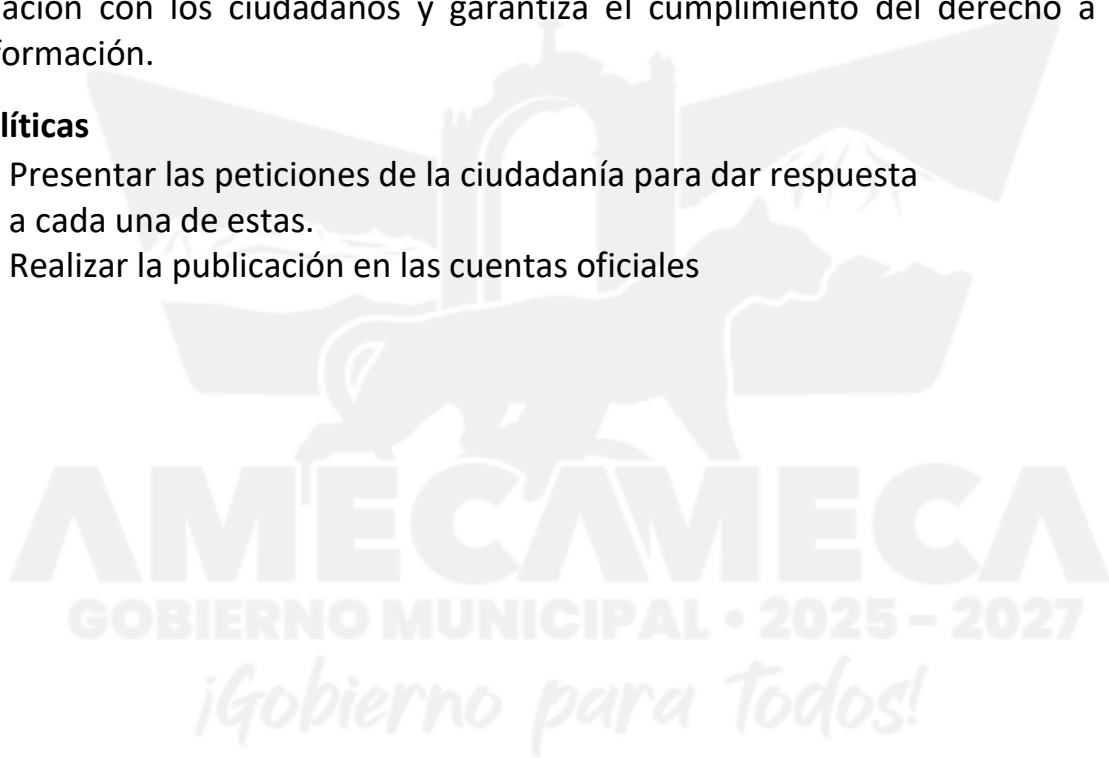 ación con los ciudadanos y garantiza el cumplimiento del derecho a
formación.
líticas
Presentar las peticiones de la ciudadanía para dar respuesta
a cada una de estas.
Realizar la publicación en las cuentas oficiales
AMECAMECA
GOBIERNO MUNICIPAL • 2025 – 2027
¡Gobierno para Todos!